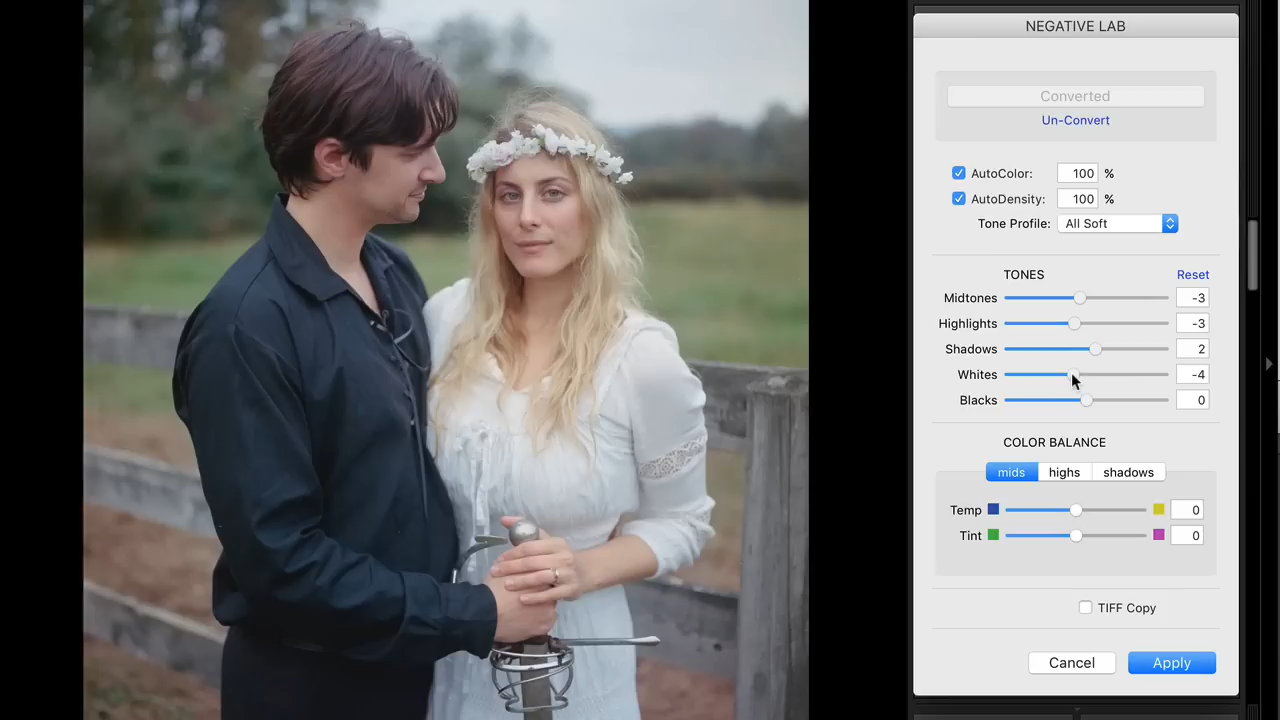 NEGATIVE LAB
Converted
Un-Convert
AutoColor: 100 %
AutoDensity: 100 %
Tone Profile: All Soft
TONES Reset
Midtones -3
Highlights -3
Shadows 2
Whites -4
Blacks 0
COLOR BALANCE
mids highs shadows
Temp 0
Tint 0
TIFF Copy
Cancel Apply